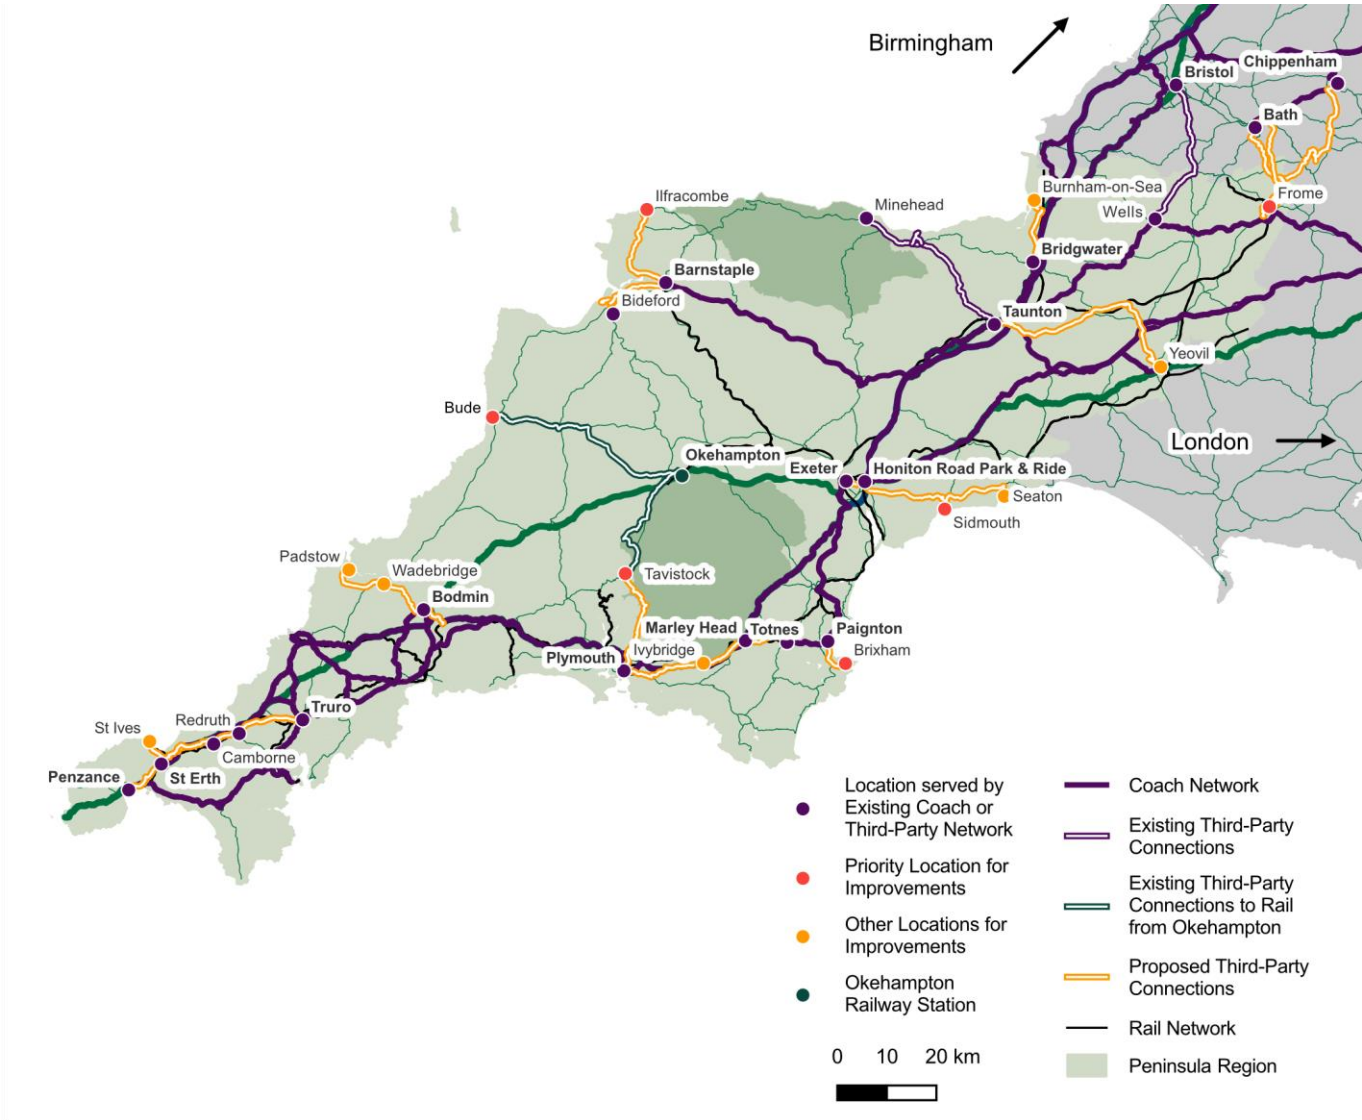 Birmingham
Chippenham
Bristol
Bath
Burnham-on-Sea
Frome
Ilfracombe
Minehead
Wells
Bridgwater
Barnstaple
Bideford
Taunton
Yeovil
Bude
London
Okehampton
Exeter
Honiton Road Park & Ride
Seaton
Sidmouth
Padstow
Wadebridge
Tavistock
Bodmin
Marley Head
Totnes
Paignton
Ivybridge
Brixham
Plymouth
Truro
Redruth
St Ives
Camborne
Penzance
St Erth
Location served by
Existing Coach or
Third-Party Network
Priority Location for
Improvements
Other Locations for
Improvements
Okehampton
Railway Station
0 10 20 km
Coach Network
Existing Third-Party
Connections
Existing Third-Party
Connections to Rail
from Okehampton
Proposed Third-Party
Connections
Rail Network
Peninsula Region